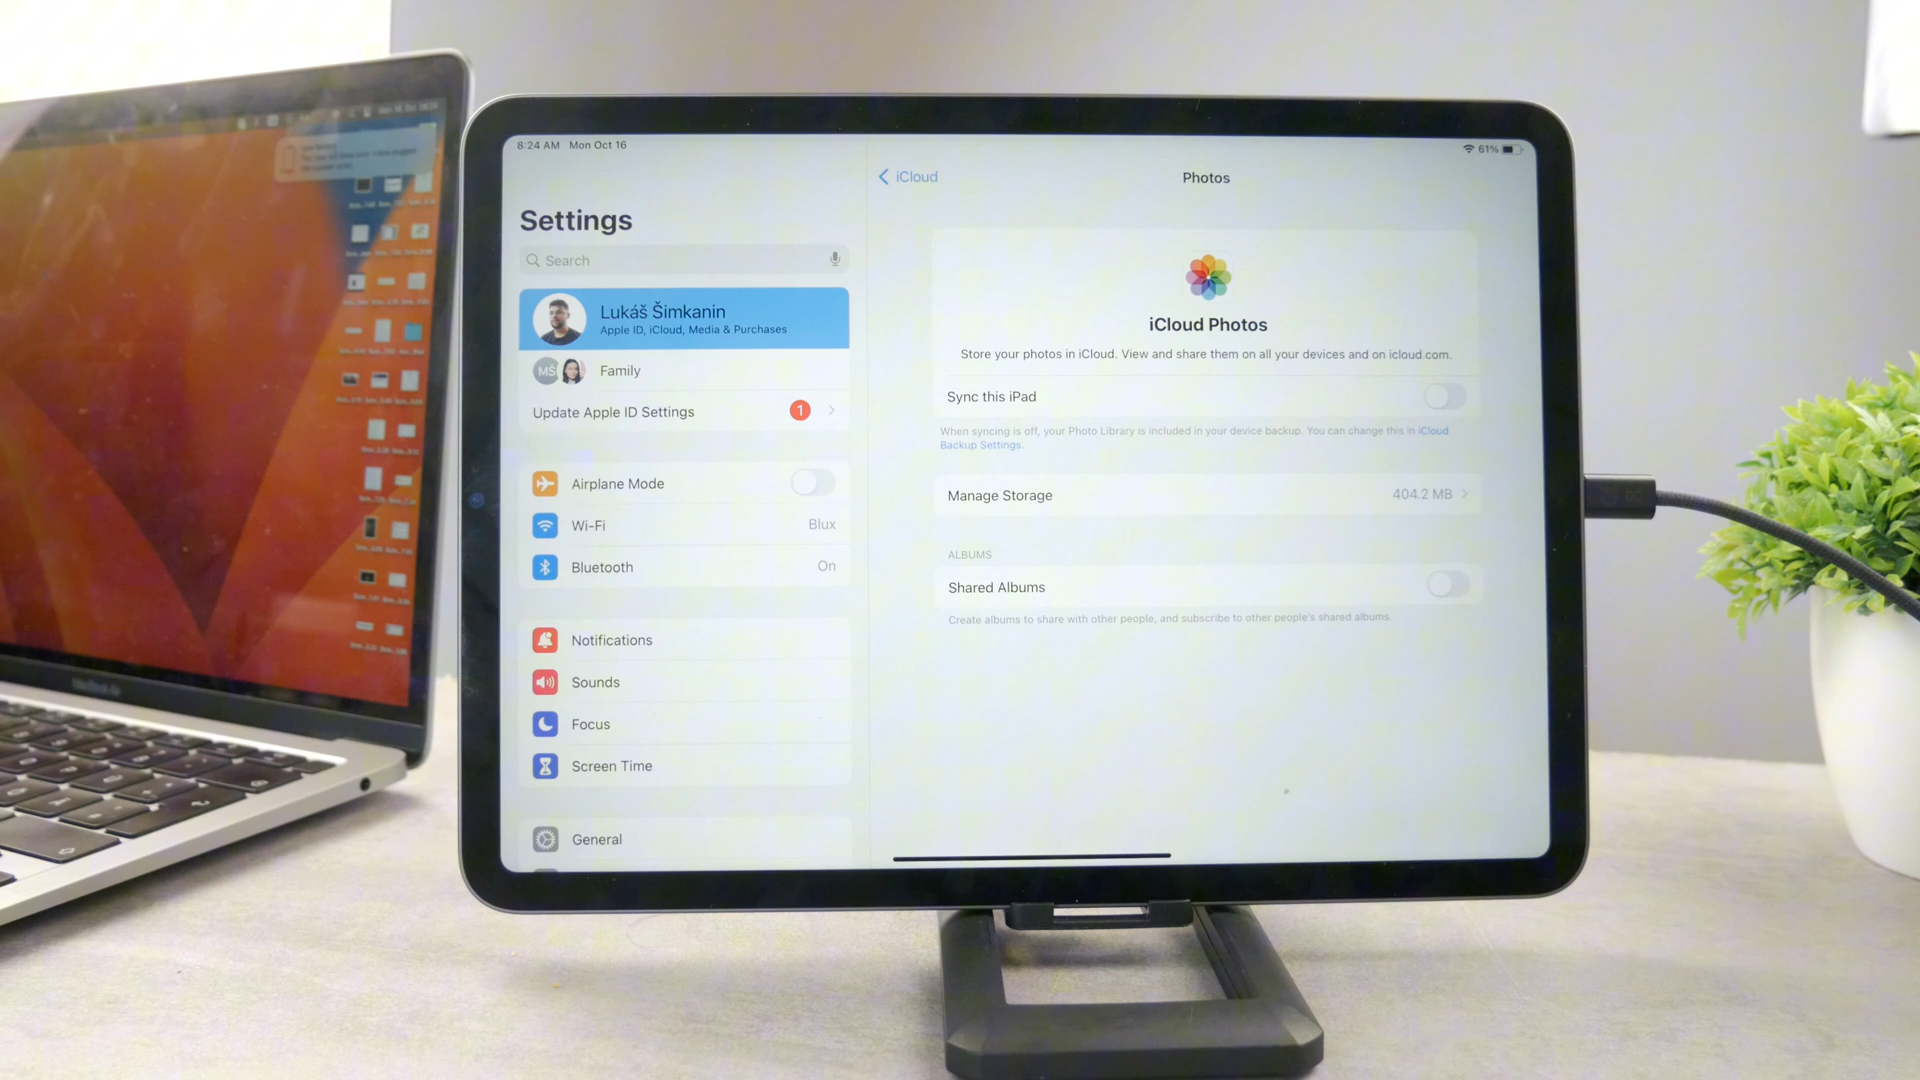 8:24 AM Mon Oct 16
61%
Settings
Search
Lukáš Šimkanin
Apple ID, iCloud, Media & Purchases
MŠ
Family
Update Apple ID Settings 1
Airplane Mode
Wi-Fi Blux
Bluetooth On
Notifications
Sounds
Focus
Screen Time
General
iCloud
Photos
iCloud Photos
Store your photos in iCloud. View and share them on all your devices and on icloud.com.
Sync this iPad
When syncing is off, your Photo Library is included in your device backup. You can change this in iCloud
Backup Settings.
Manage Storage 404.2 MB
ALBUMS
Shared Albums
Create albums to share with other people, and subscribe to other people's shared albums.
MacBook Air